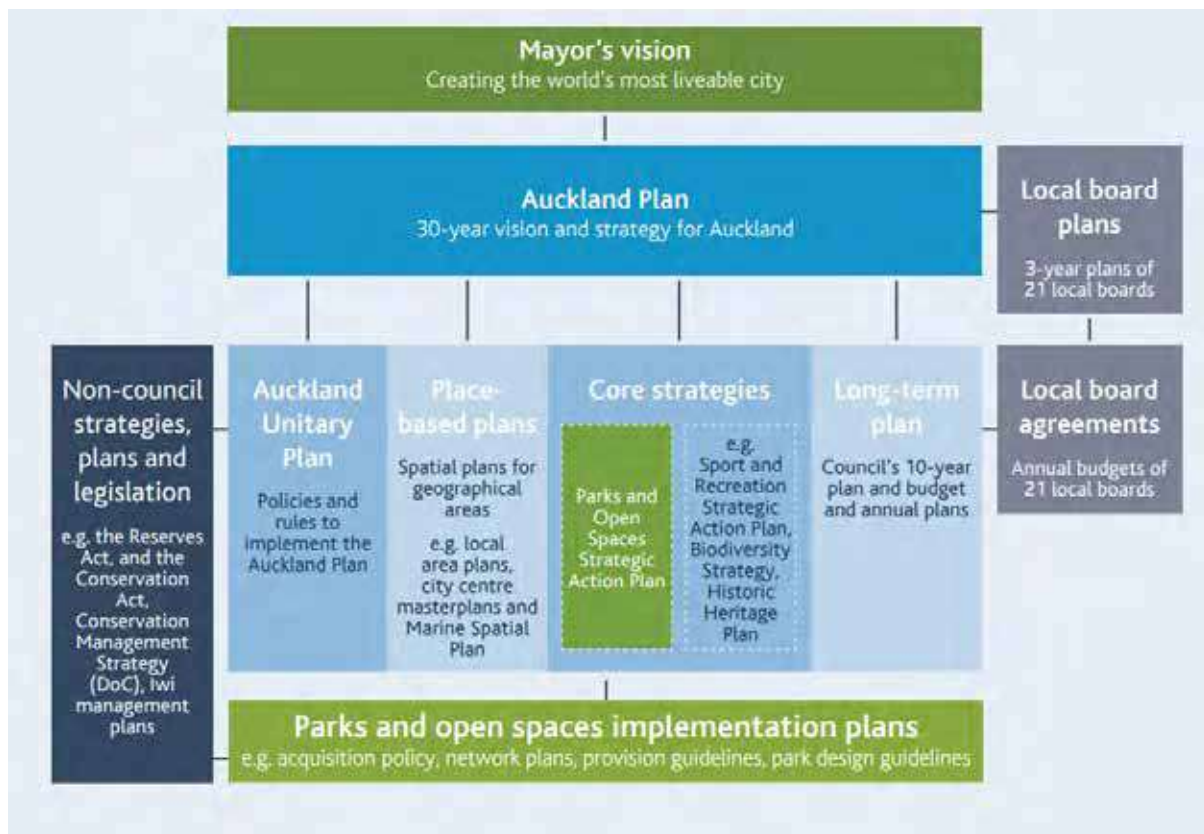 Mayor's vision
Creating the world's most liveable city
Auckland Plan
30-year vision and strategy for Auckland
Local board
plans
3-year plans of
21 local boards
Non-council
strategies,
plans and
legislation
e.g. the Reserves
Act, and the
Conservation
Act,
Conservation
Management
Strategy
(DoC), Iwi
management
plans
Auckland
Unitary
Plan
Policies and
rules to
implement the
Auckland Plan
Place-
based plans
Spatial plans for
geographical
areas
e.g. local
area plans,
city centre
masterplans and
Marine Spatial
Plan
Core strategies
Parks and
Open
Spaces
Strategic
Action Plan
e.g.
Sport and
Recreation
Strategic
Action Plan,
Biodiversity
Strategy,
Historic
Heritage
Plan
Long-term
plan
Council's 10-year
plan and budget
and annual plans
Local board
agreements
Annual budgets of
21 local boards
Parks and open spaces implementation plans
e.g. acquisition policy, network plans, provision guidelines, park design guidelines